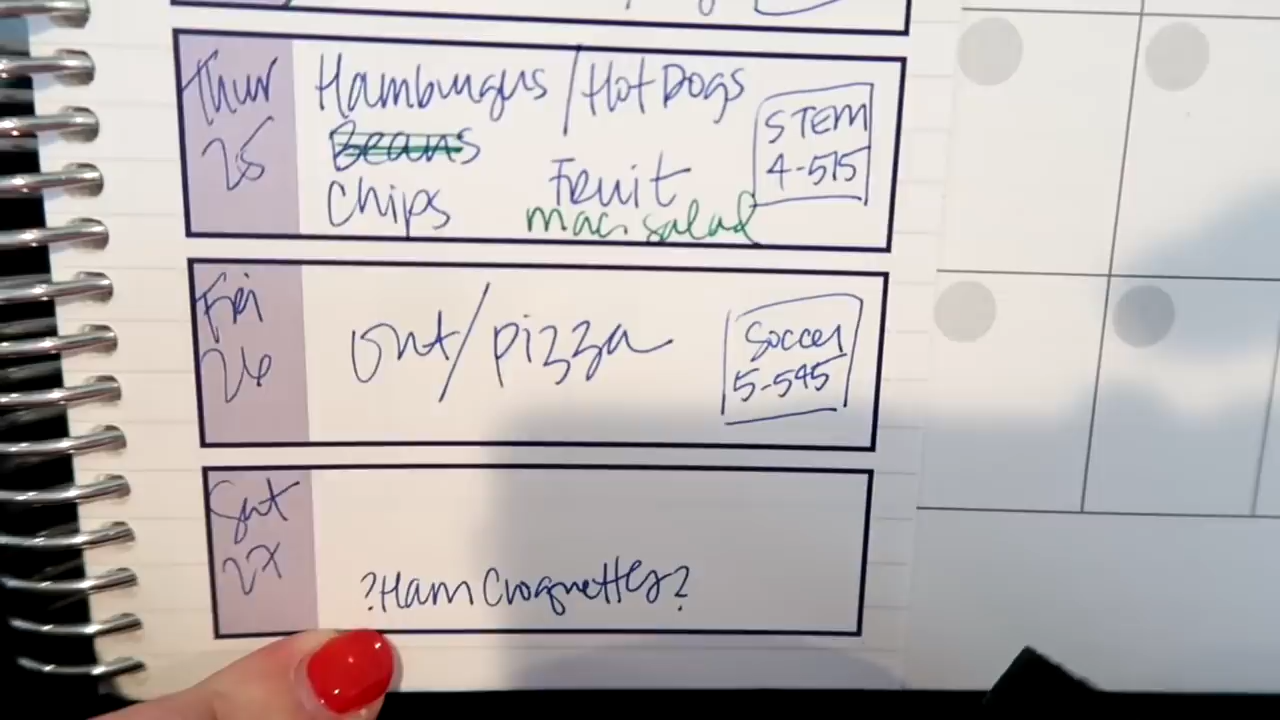 Thur
25
Hamburgers / Hot Dogs
Beans
Chips
Fruit
mac. salad
STEM
4-515
Fri
26
Out/pizza
Soccer
5-545
Sat
27
?Ham Croquettes?